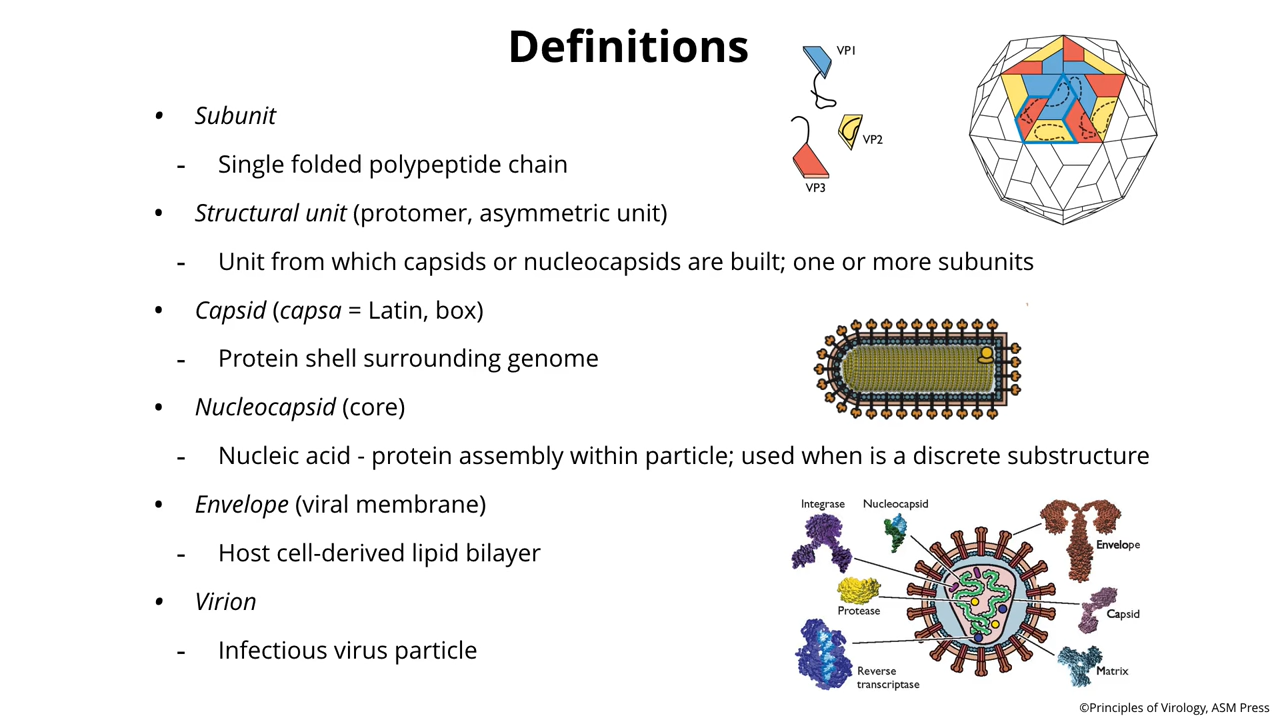 Definitions
• Subunit
- Single folded polypeptide chain
• Structural unit (protomer, asymmetric unit)
- Unit from which capsids or nucleocapsids are built; one or more subunits
• Capsid (capsa = Latin, box)
- Protein shell surrounding genome
• Nucleocapsid (core)
- Nucleic acid - protein assembly within particle; used when is a discrete substructure
• Envelope (viral membrane)
- Host cell-derived lipid bilayer
• Virion
- Infectious virus particle
VP1
VP2
VP3
Integrase
Nucleocapsid
Envelope
Protease
Capsid
Reverse
transcriptase
Matrix
©Principles of Virology, ASM Press